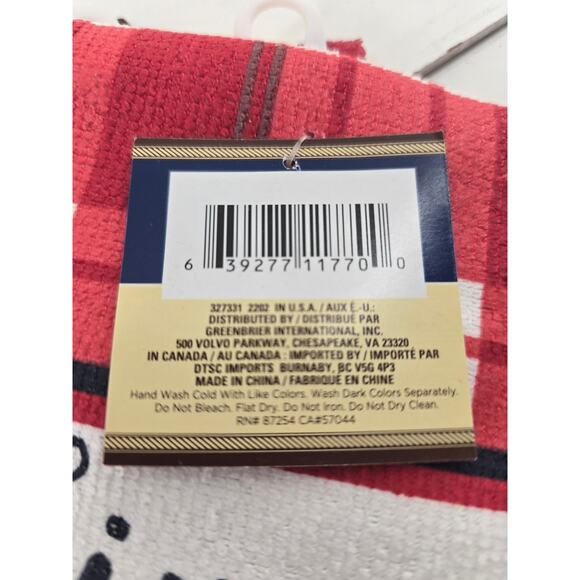 6 39277 11770 0
327331 2202 IN U.S.A. / AUX É.-U.:
DISTRIBUTED BY / DISTRIBUÉ PAR
GREENBRIER INTERNATIONAL, INC.
500 VOLVO PARKWAY, CHESAPEAKE, VA 23320
IN CANADA / AU CANADA : IMPORTED BY / IMPORTÉ PAR
DTSC IMPORTS BURNABY, BC V5G 4P3
MADE IN CHINA / FABRIQUÉ EN CHINE
Hand Wash Cold With Like Colors. Wash Dark Colors Separately.
Do Not Bleach. Flat Dry. Do Not Iron. Do Not Dry Clean.
RN# 87254 CA#57044